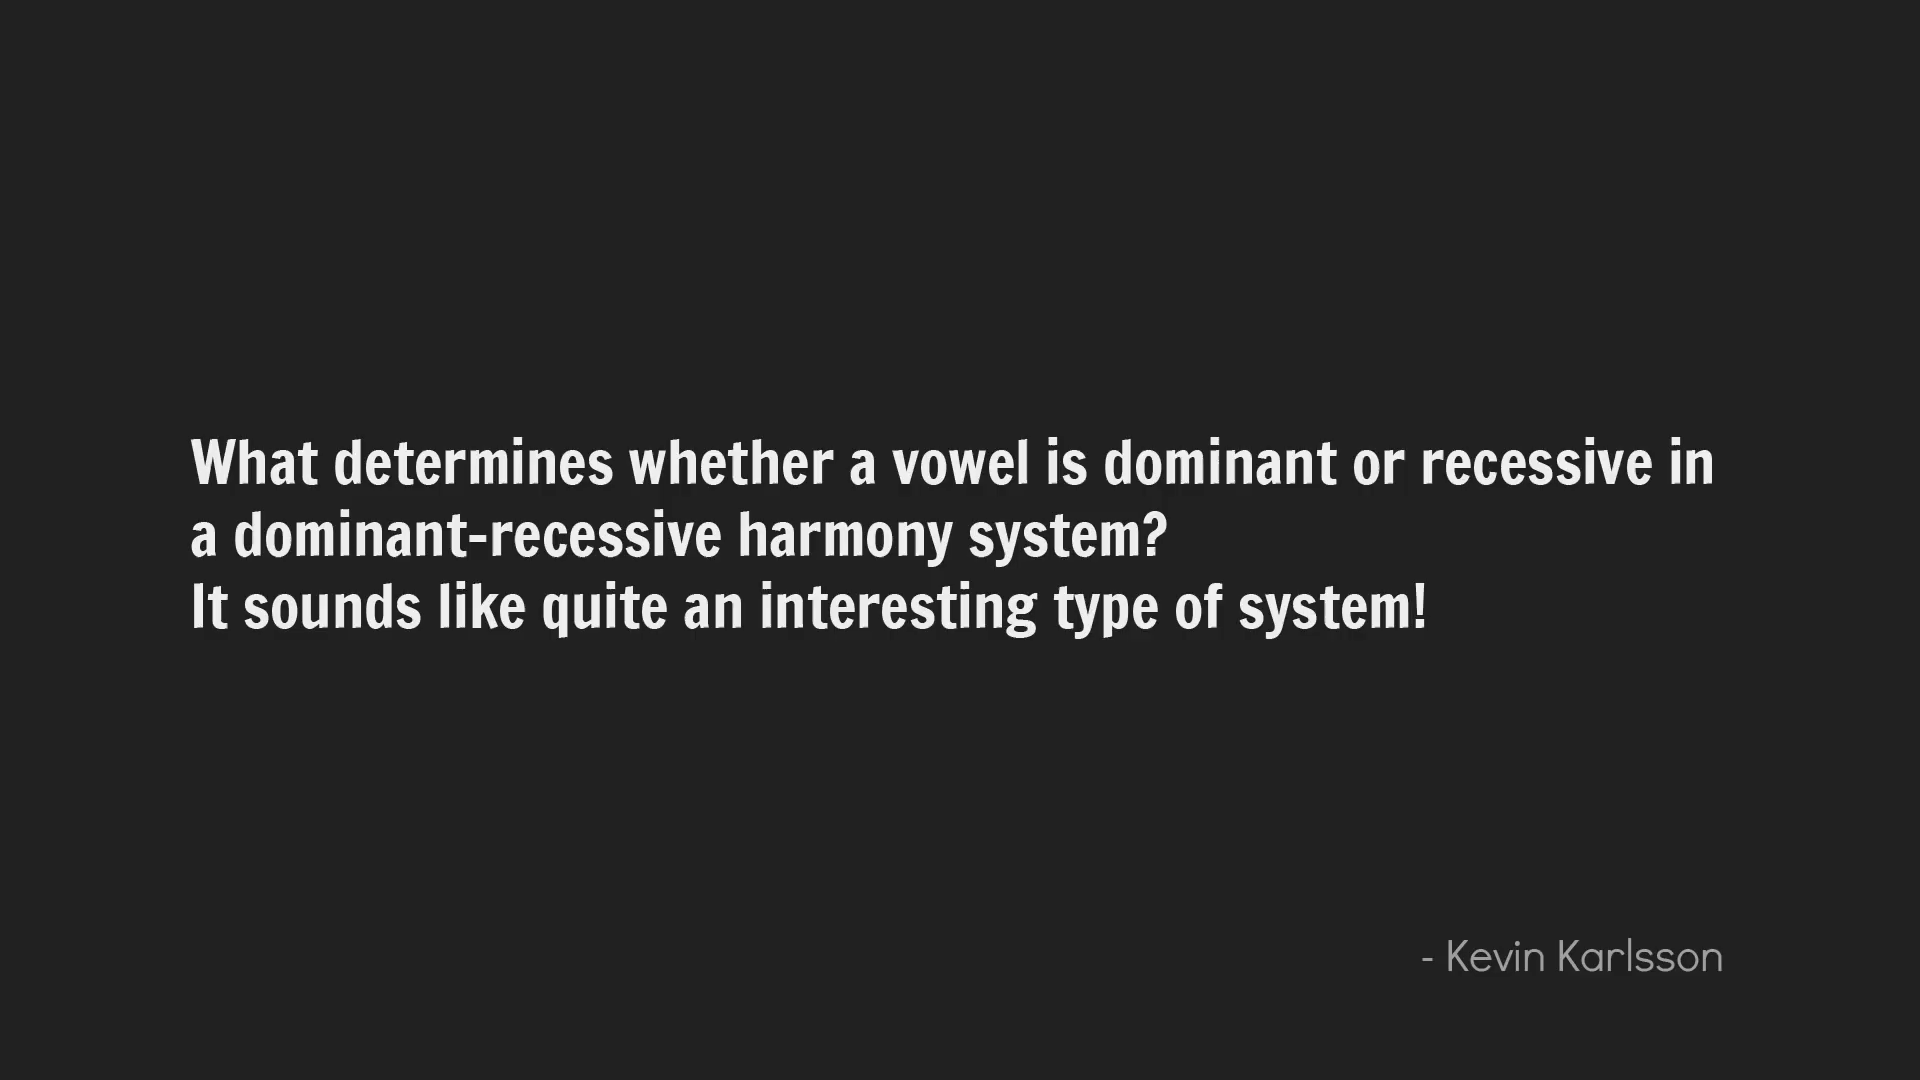 What determines whether a vowel is dominant or recessive in
a dominant-recessive harmony system?
It sounds like quite an interesting type of system!
- Kevin Karlsson